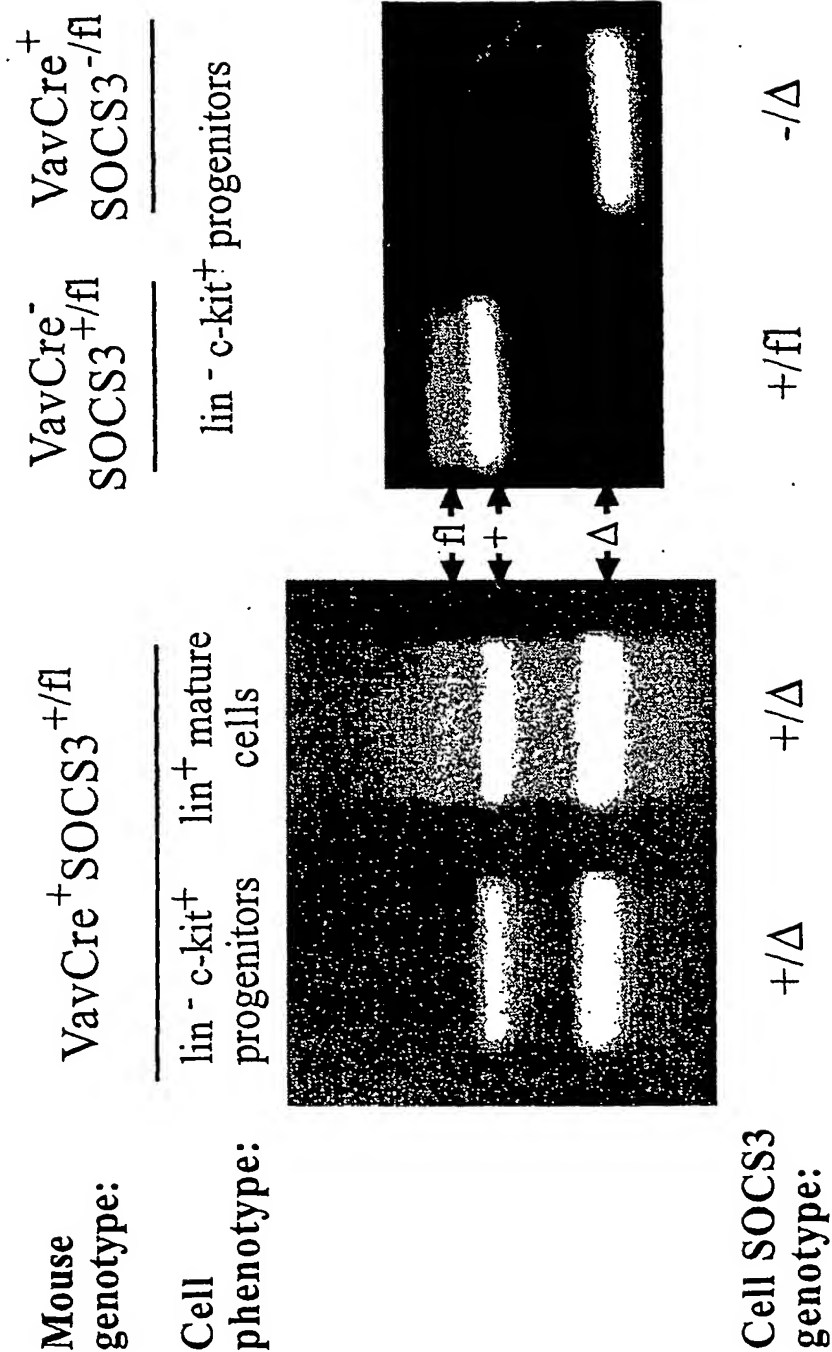 Mouse
genotype:
VavCre+SOCS3+/fl
VavCre-
SOCS3+/fl
VavCre+
SOCS3-/fl
Cell
phenotype:
lin - c-kit+
progenitors
lin+ mature
cells
lin - c-kit+ progenitors
fl
+
Δ
Cell SOCS3
genotype:
+/Δ
+/Δ
+/fl
-/Δ